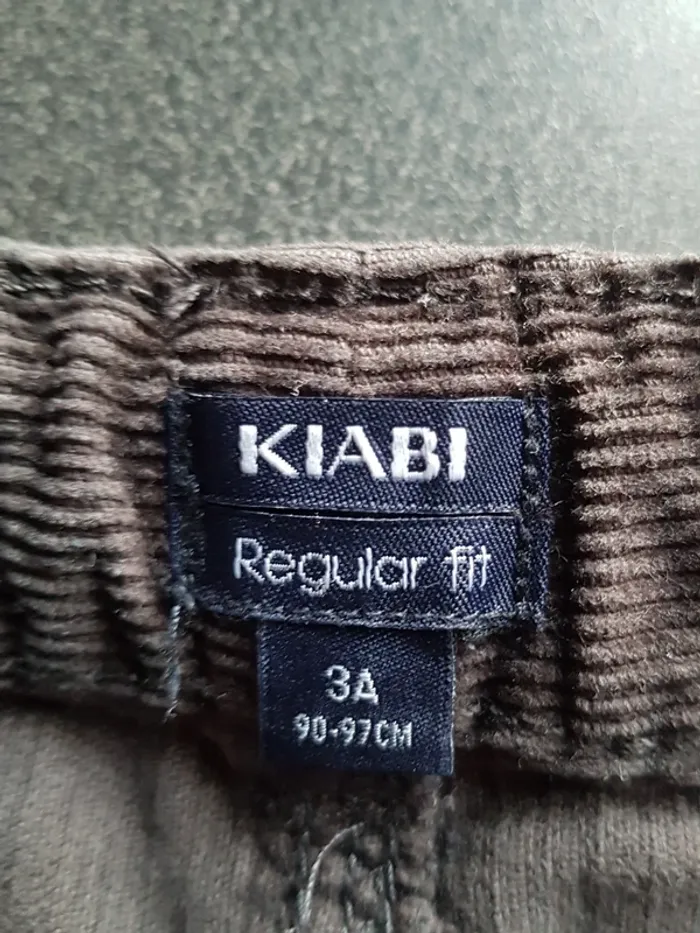 KIABI
Regular fit
3A
90-97CM